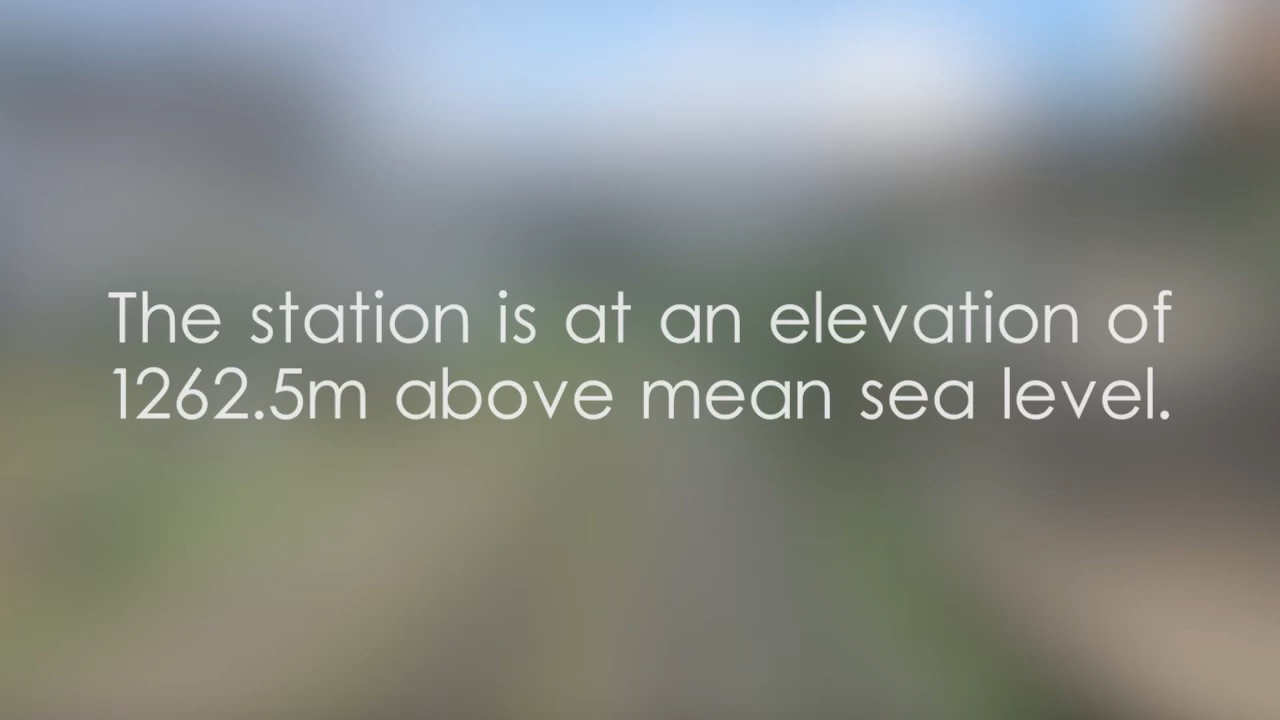 The station is at an elevation of
1262.5m above mean sea level.